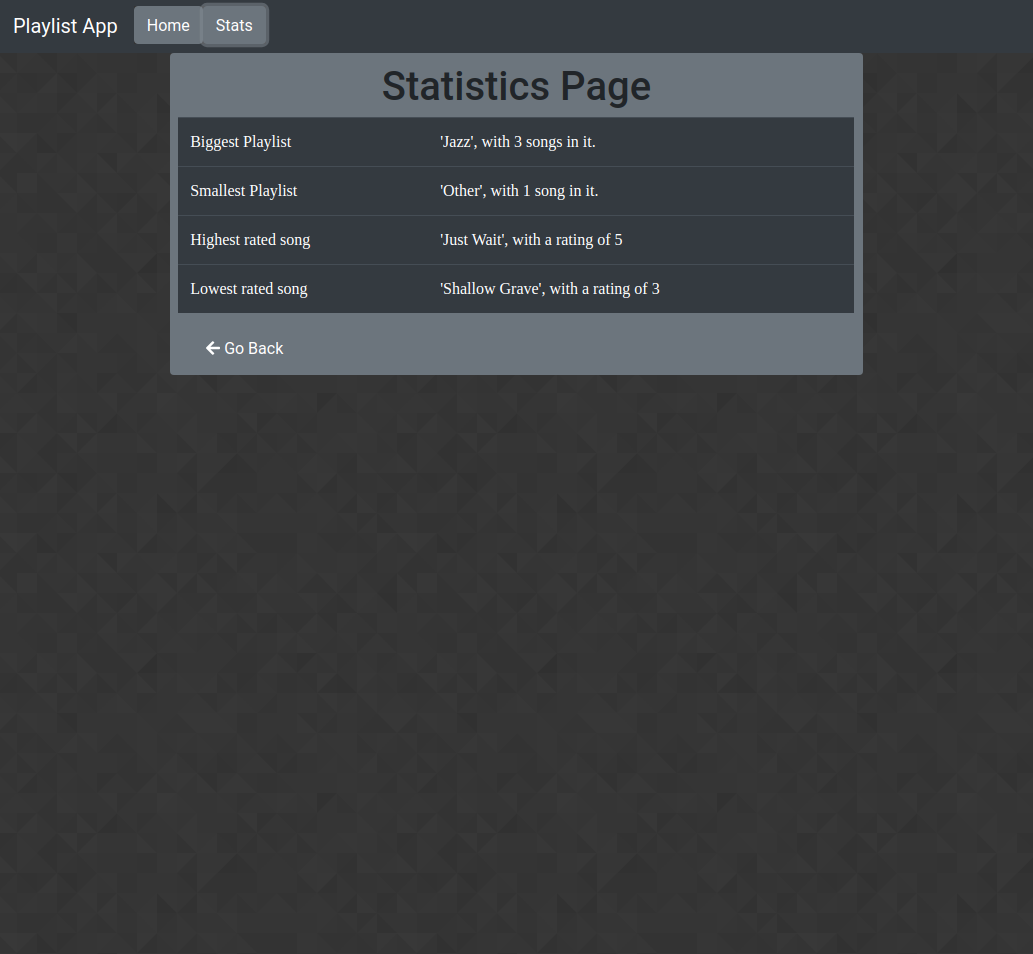 Playlist App Home Stats
Statistics Page
Biggest Playlist 'Jazz', with 3 songs in it.
Smallest Playlist 'Other', with 1 song in it.
Highest rated song 'Just Wait', with a rating of 5
Lowest rated song 'Shallow Grave', with a rating of 3
Go Back